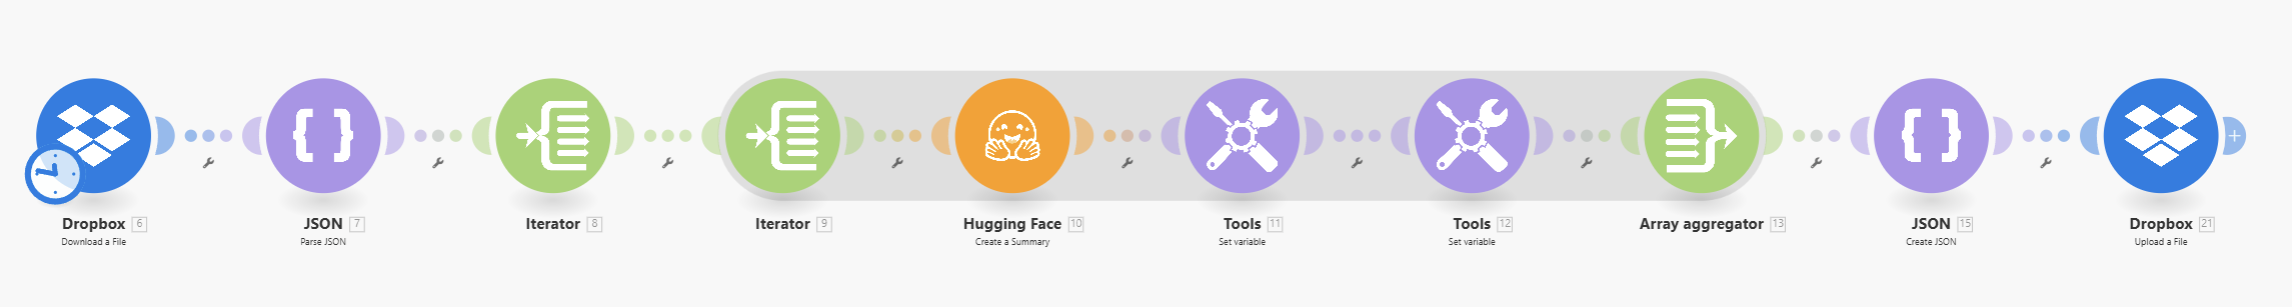 Dropbox 6
Download a File
JSON 7
Parse JSON
Iterator 8
Iterator 9
Hugging Face 10
Create a Summary
Tools 11
Set variable
Tools 12
Set variable
Array aggregator 13
JSON 15
Create JSON
Dropbox 21
Upload a File